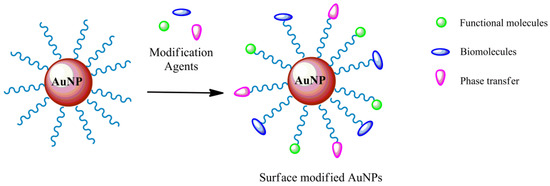 AuNP
Modification
Agents
AuNP
Surface modified AuNPs
Functional molecules
Biomolecules
Phase transfer